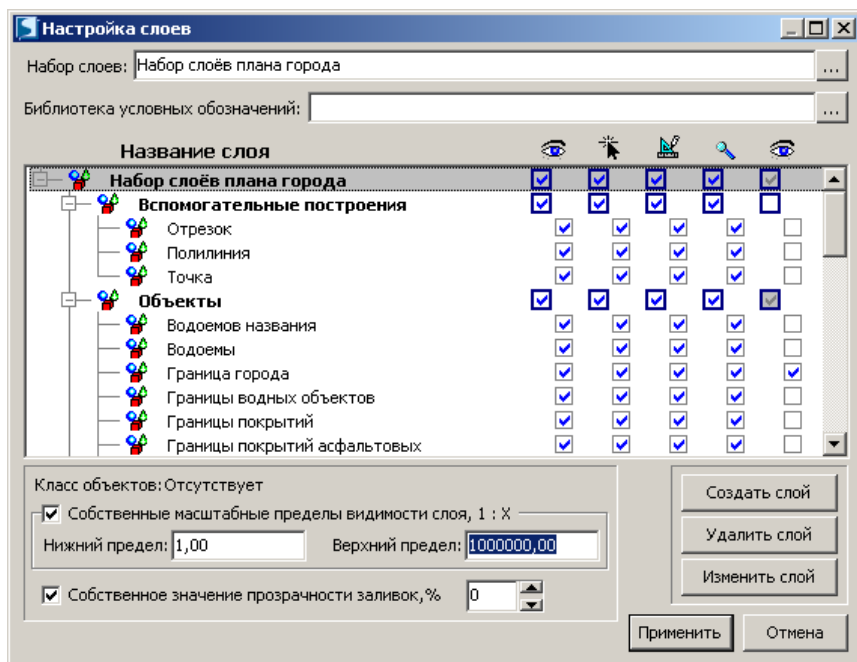 Настройка слоев
Набор слоев: Набор слоёв плана города ...
Библиотека условных обозначений: ...
Название слоя
Набор слоёв плана города
Вспомогательные построения
Отрезок
Полилиния
Точка
Объекты
Водоемов названия
Водоемы
Граница города
Границы водных объектов
Границы покрытий
Границы покрытий асфальтовых
Класс объектов: Отсутствует
Собственные масштабные пределы видимости слоя, 1 : X
Нижний предел: 1,00 Верхний предел: 1000000,00
Собственное значение прозрачности заливок,% 0
Создать слой
Удалить слой
Изменить слой
Применить Отмена